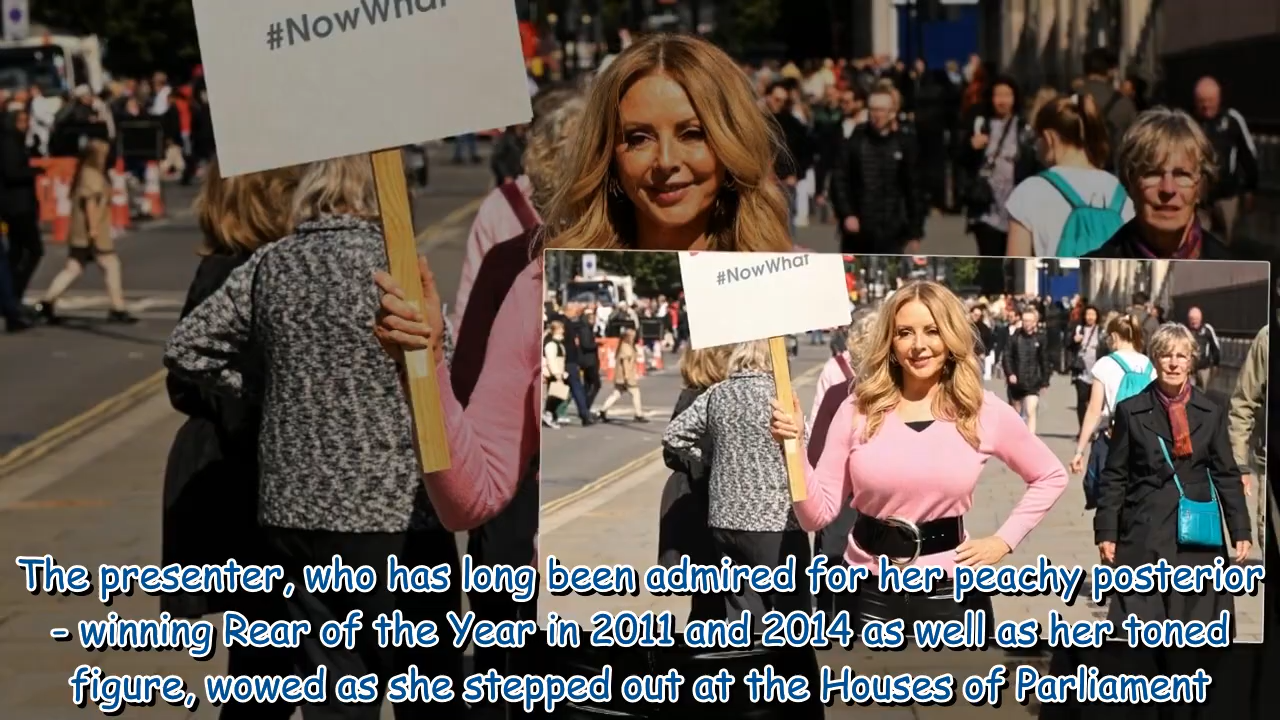 #NowWhat
#NowWhat
The presenter, who has long been admired for her peachy posterior
- winning Rear of the Year in 2011 and 2014 as well as her toned
figure, wowed as she stepped out at the Houses of Parliament